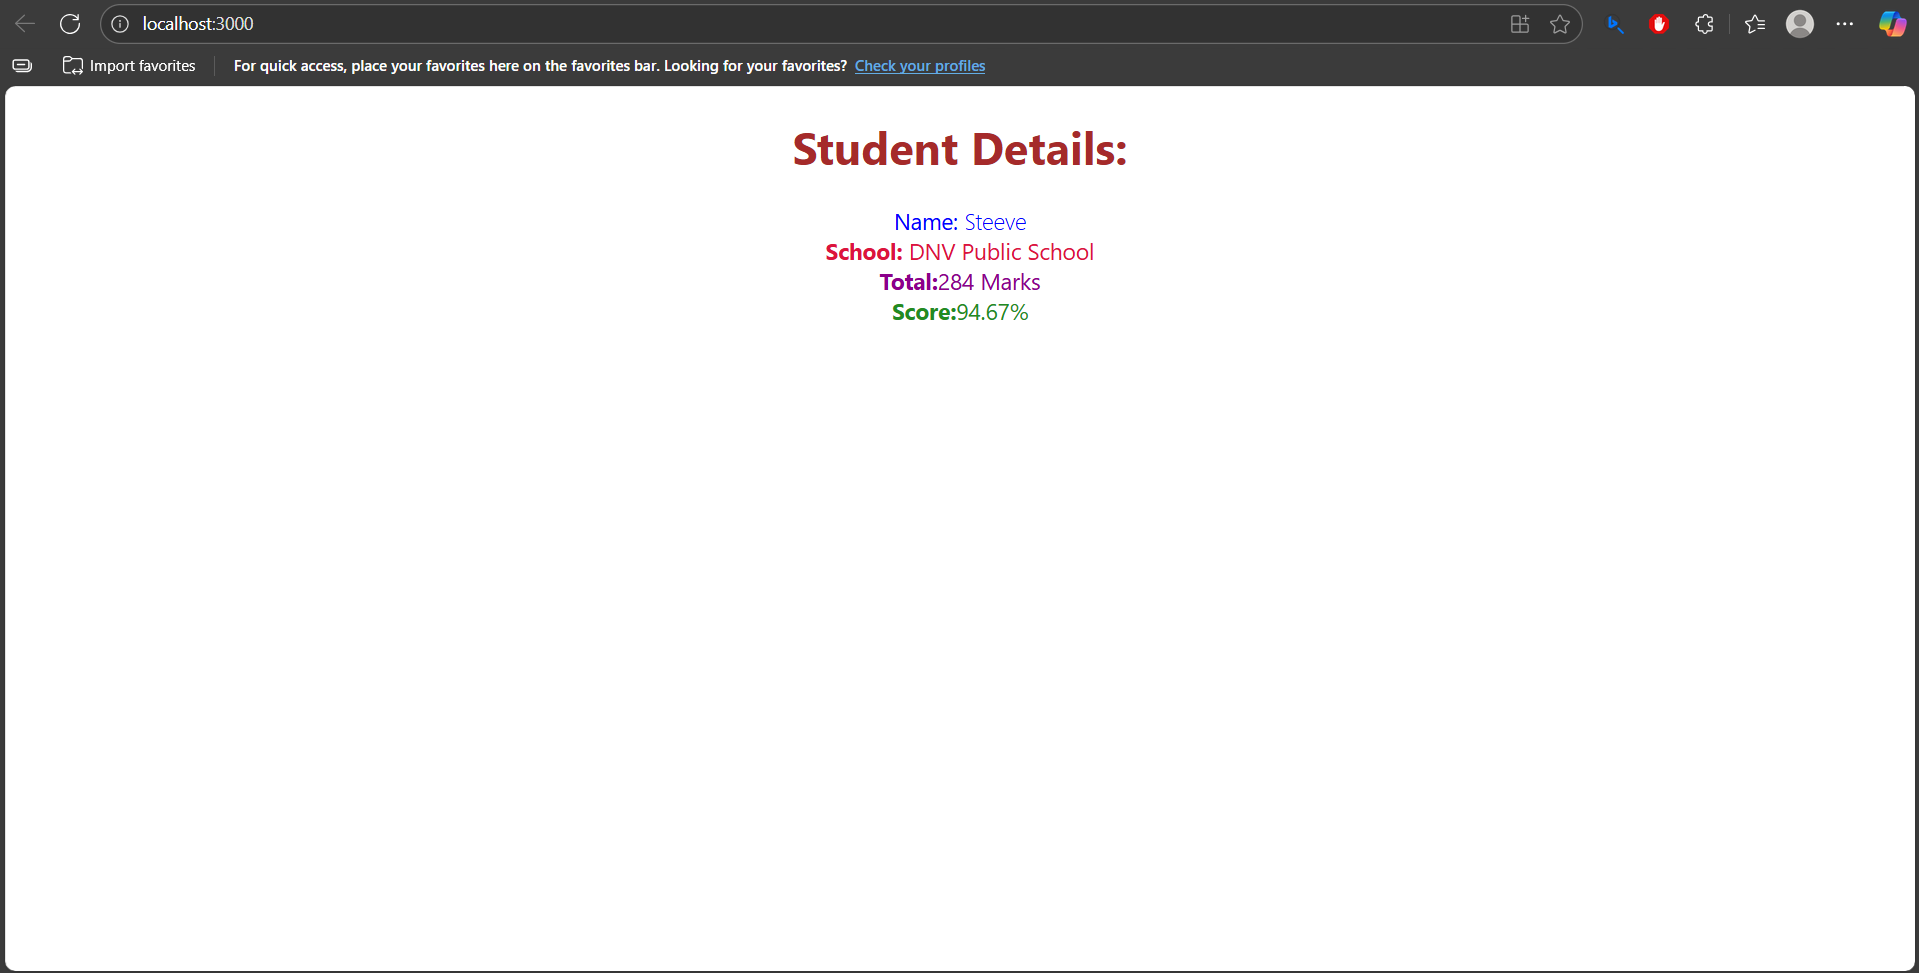 localhost:3000
Import favorites For quick access, place your favorites here on the favorites bar. Looking for your favorites? Check your profiles
Student Details:
Name: Steeve
School: DNV Public School
Total:284 Marks
Score:94.67%